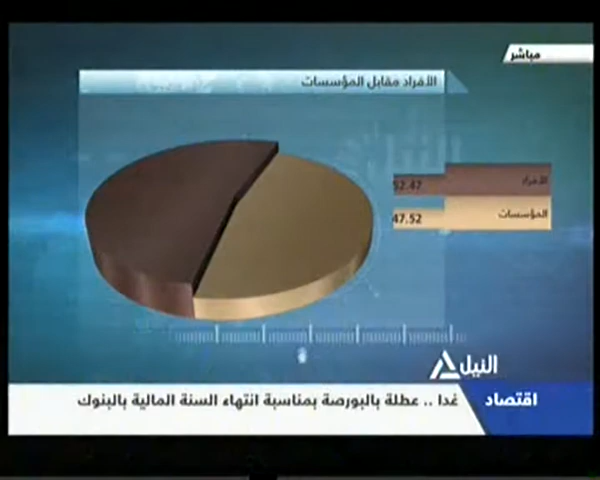 مباشر
الأفراد مقابل المؤسسات
الأفراد 52.47
المؤسسات 47.52
النيل
اقتصاد
غدا .. عطلة بالبورصة بمناسبة انتهاء السنة المالية بالبنوك